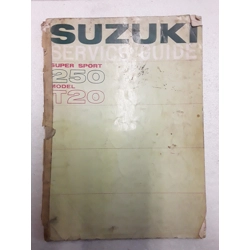 SUZUKI
SERVICE GUIDE
SUPER SPORT
250
MODEL
T20